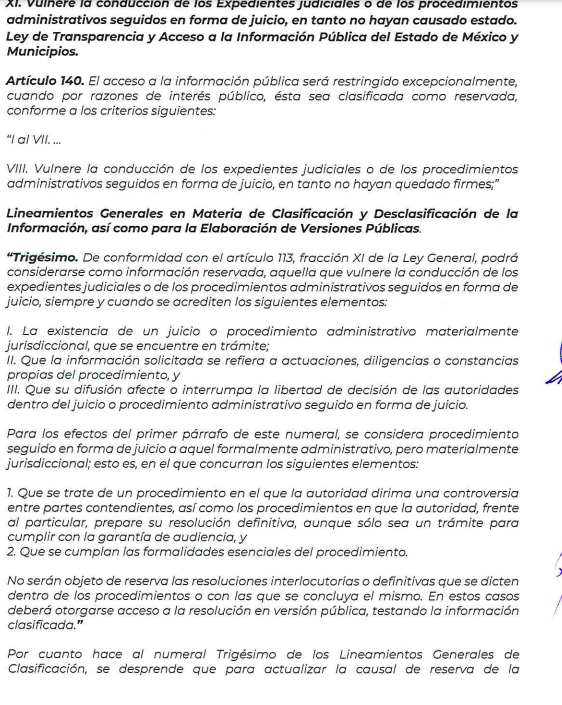 XI. Vulnere la conducción de los Expedientes judiciales o de los procedimientos
administrativos seguidos en forma de juicio, en tanto no hayan causado estado.
Ley de Transparencia y Acceso a la Información Pública del Estado de México y
Municipios.
Artículo 140. El acceso a la información pública será restringido excepcionalmente,
cuando por razones de interés público, ésta sea clasificada como reservada,
conforme a los criterios siguientes:
“I al VII. ...
VIII. Vulnere la conducción de los expedientes judiciales o de los procedimientos
administrativos seguidos en forma de juicio, en tanto no hayan quedado firmes;”
Lineamientos Generales en Materia de Clasificación y Desclasificación de la
Información, así como para la Elaboración de Versiones Públicas.
“Trigésimo. De conformidad con el artículo 113, fracción XI de la Ley General, podrá
considerarse como información reservada, aquella que vulnere la conducción de los
expedientes judiciales o de los procedimientos administrativos seguidos en forma de
juicio, siempre y cuando se acrediten los siguientes elementos:
I. La existencia de un juicio o procedimiento administrativo materialmente
jurisdiccional, que se encuentre en trámite;
II. Que la información solicitada se refiera a actuaciones, diligencias o constancias
propias del procedimiento, y
III. Que su difusión afecte o interrumpa la libertad de decisión de las autoridades
dentro del juicio o procedimiento administrativo seguido en forma de juicio.
Para los efectos del primer párrafo de este numeral, se considera procedimiento
seguido en forma de juicio a aquel formalmente administrativo, pero materialmente
jurisdiccional; esto es, en el que concurran los siguientes elementos:
1. Que se trate de un procedimiento en el que la autoridad dirima una controversia
entre partes contendientes, así como los procedimientos en que la autoridad, frente
al particular, prepare su resolución definitiva, aunque sólo sea un trámite para
cumplir con la garantía de audiencia, y
2. Que se cumplan las formalidades esenciales del procedimiento.
No serán objeto de reserva las resoluciones interlocutorias o definitivas que se dicten
dentro de los procedimientos o con las que se concluya el mismo. En estos casos
deberá otorgarse acceso a la resolución en versión pública, testando la información
clasificada.”
Por cuanto hace al numeral Trigésimo de los Lineamientos Generales de
Clasificación, se desprende que para actualizar la causal de reserva de la